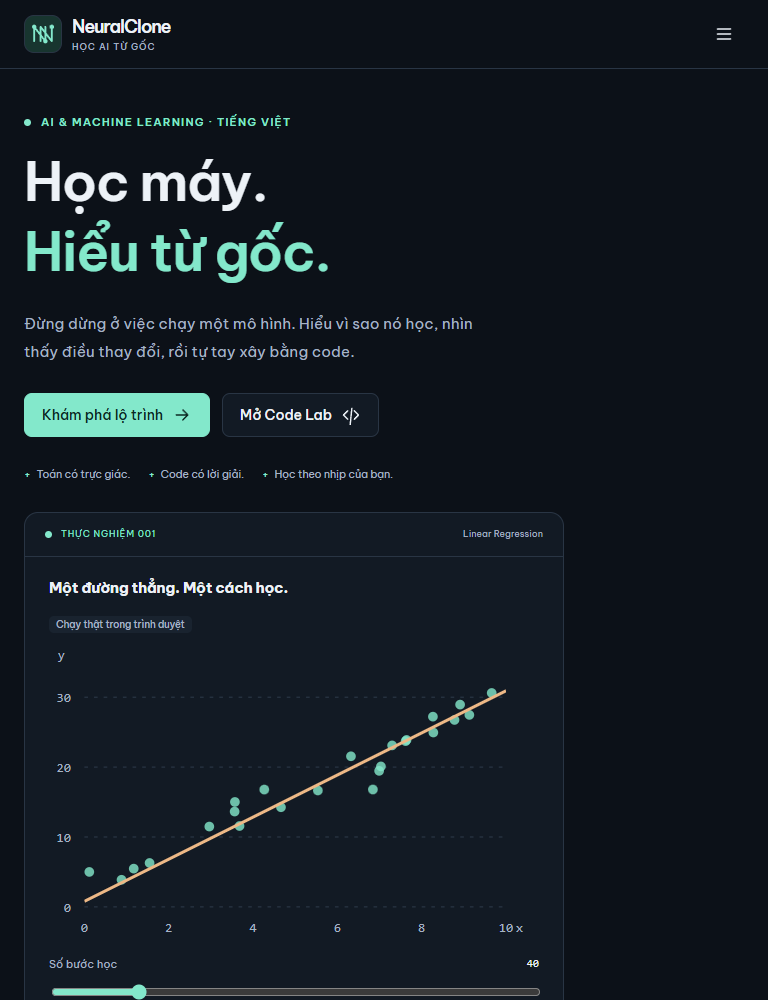 NeuralClone
HỌC AI TỪ GỐC
AI & MACHINE LEARNING · TIẾNG VIỆT
Học máy.
Hiểu từ gốc.
Đừng dừng ở việc chạy một mô hình. Hiểu vì sao nó học, nhìn
thấy điều thay đổi, rồi tự tay xây bằng code.
Khám phá lộ trình →
Mở Code Lab </>
+ Toán có trực giác. + Code có lời giải. + Học theo nhịp của bạn.
THỰC NGHIỆM 001
Linear Regression
Một đường thẳng. Một cách học.
Chạy thật trong trình duyệt
y
30
20
10
0
0 2 4 6 8 10 x
Số bước học 40